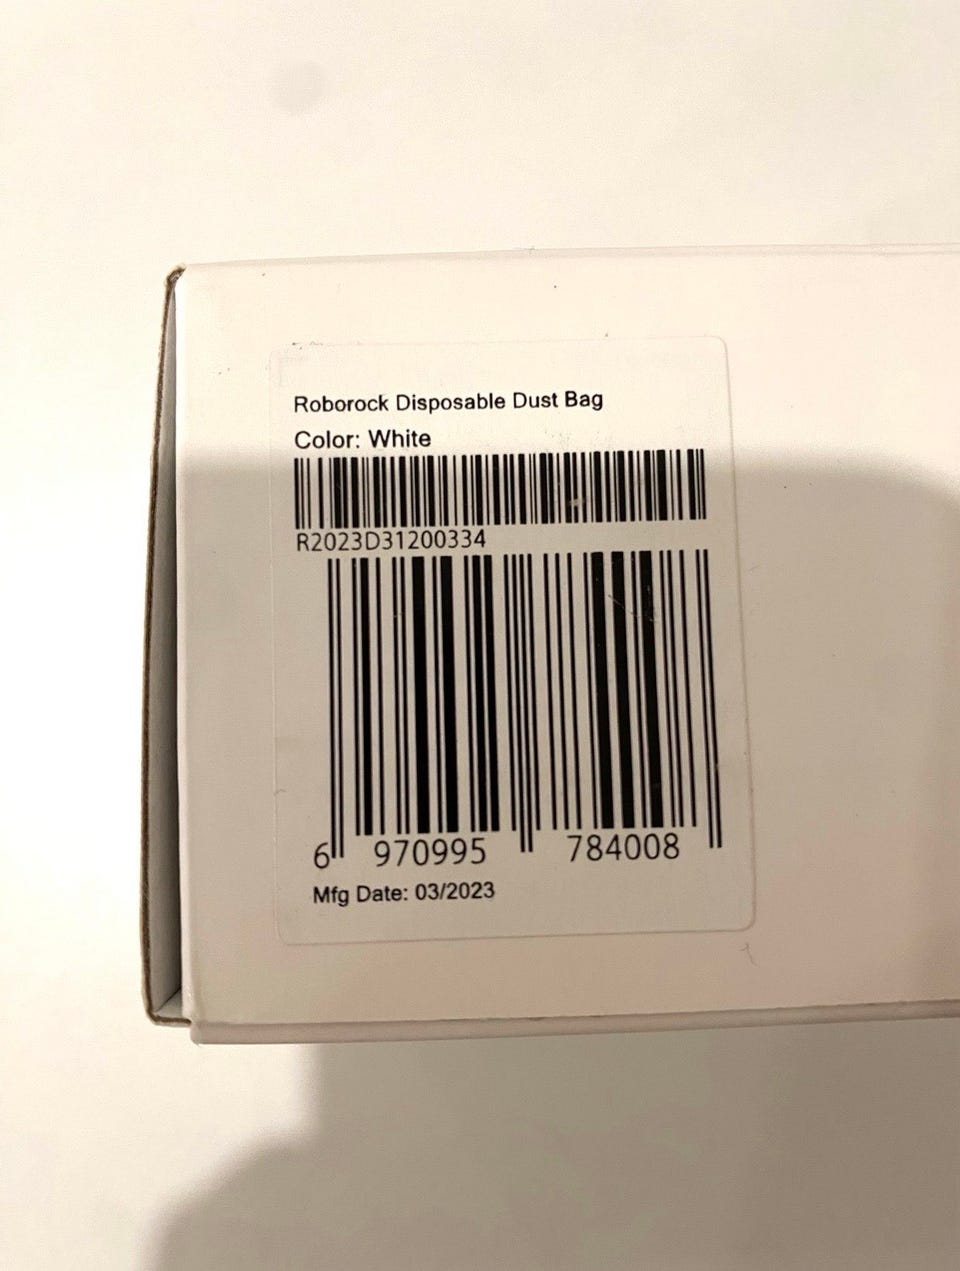 Roborock Disposable Dust Bag
Color: White
R2023D31200334
6 970995 784008
Mfg Date: 03/2023